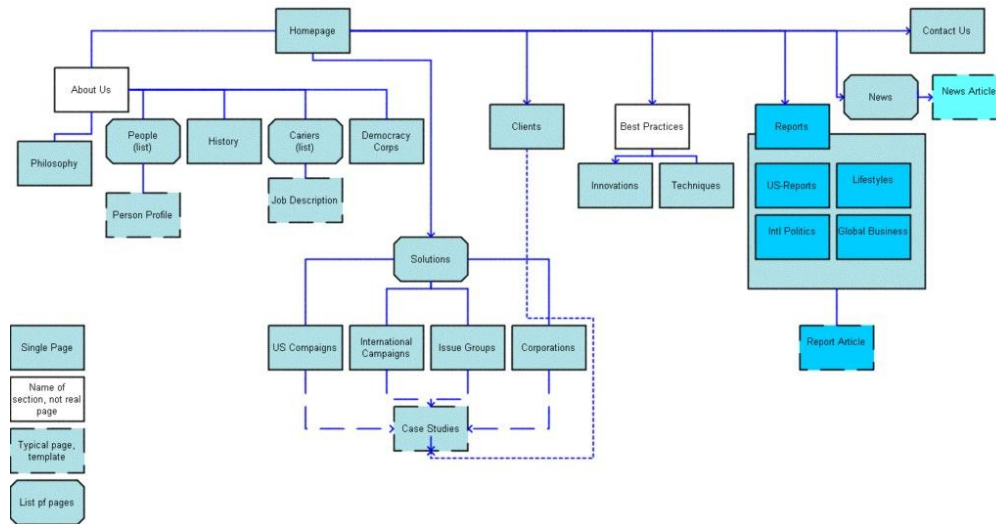 Homepage
Contact Us
About Us
News
News Article
Philosophy
People
(list)
History
Cariers
(list)
Democracy
Corps
Clients
Best Practices
Reports
Person Profile
Job Description
Innovations
Techniques
US-Reports
Lifestyles
Intl Politics
Global Business
Solutions
US Compaigns
International
Campaigns
Issue Groups
Corporations
Report Article
Case Studies
Single Page
Name of
section, not real
page
Typical page,
template
List pf pages